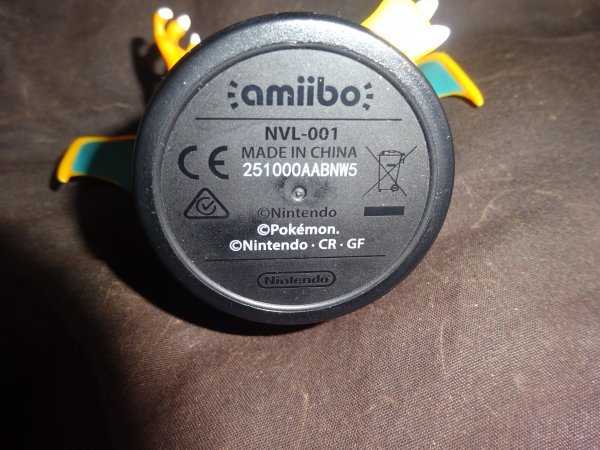 amiibo
NVL-001
CE MADE IN CHINA
251000AABNW5
©Nintendo
©Pokémon.
©Nintendo · CR · GF
Nintendo